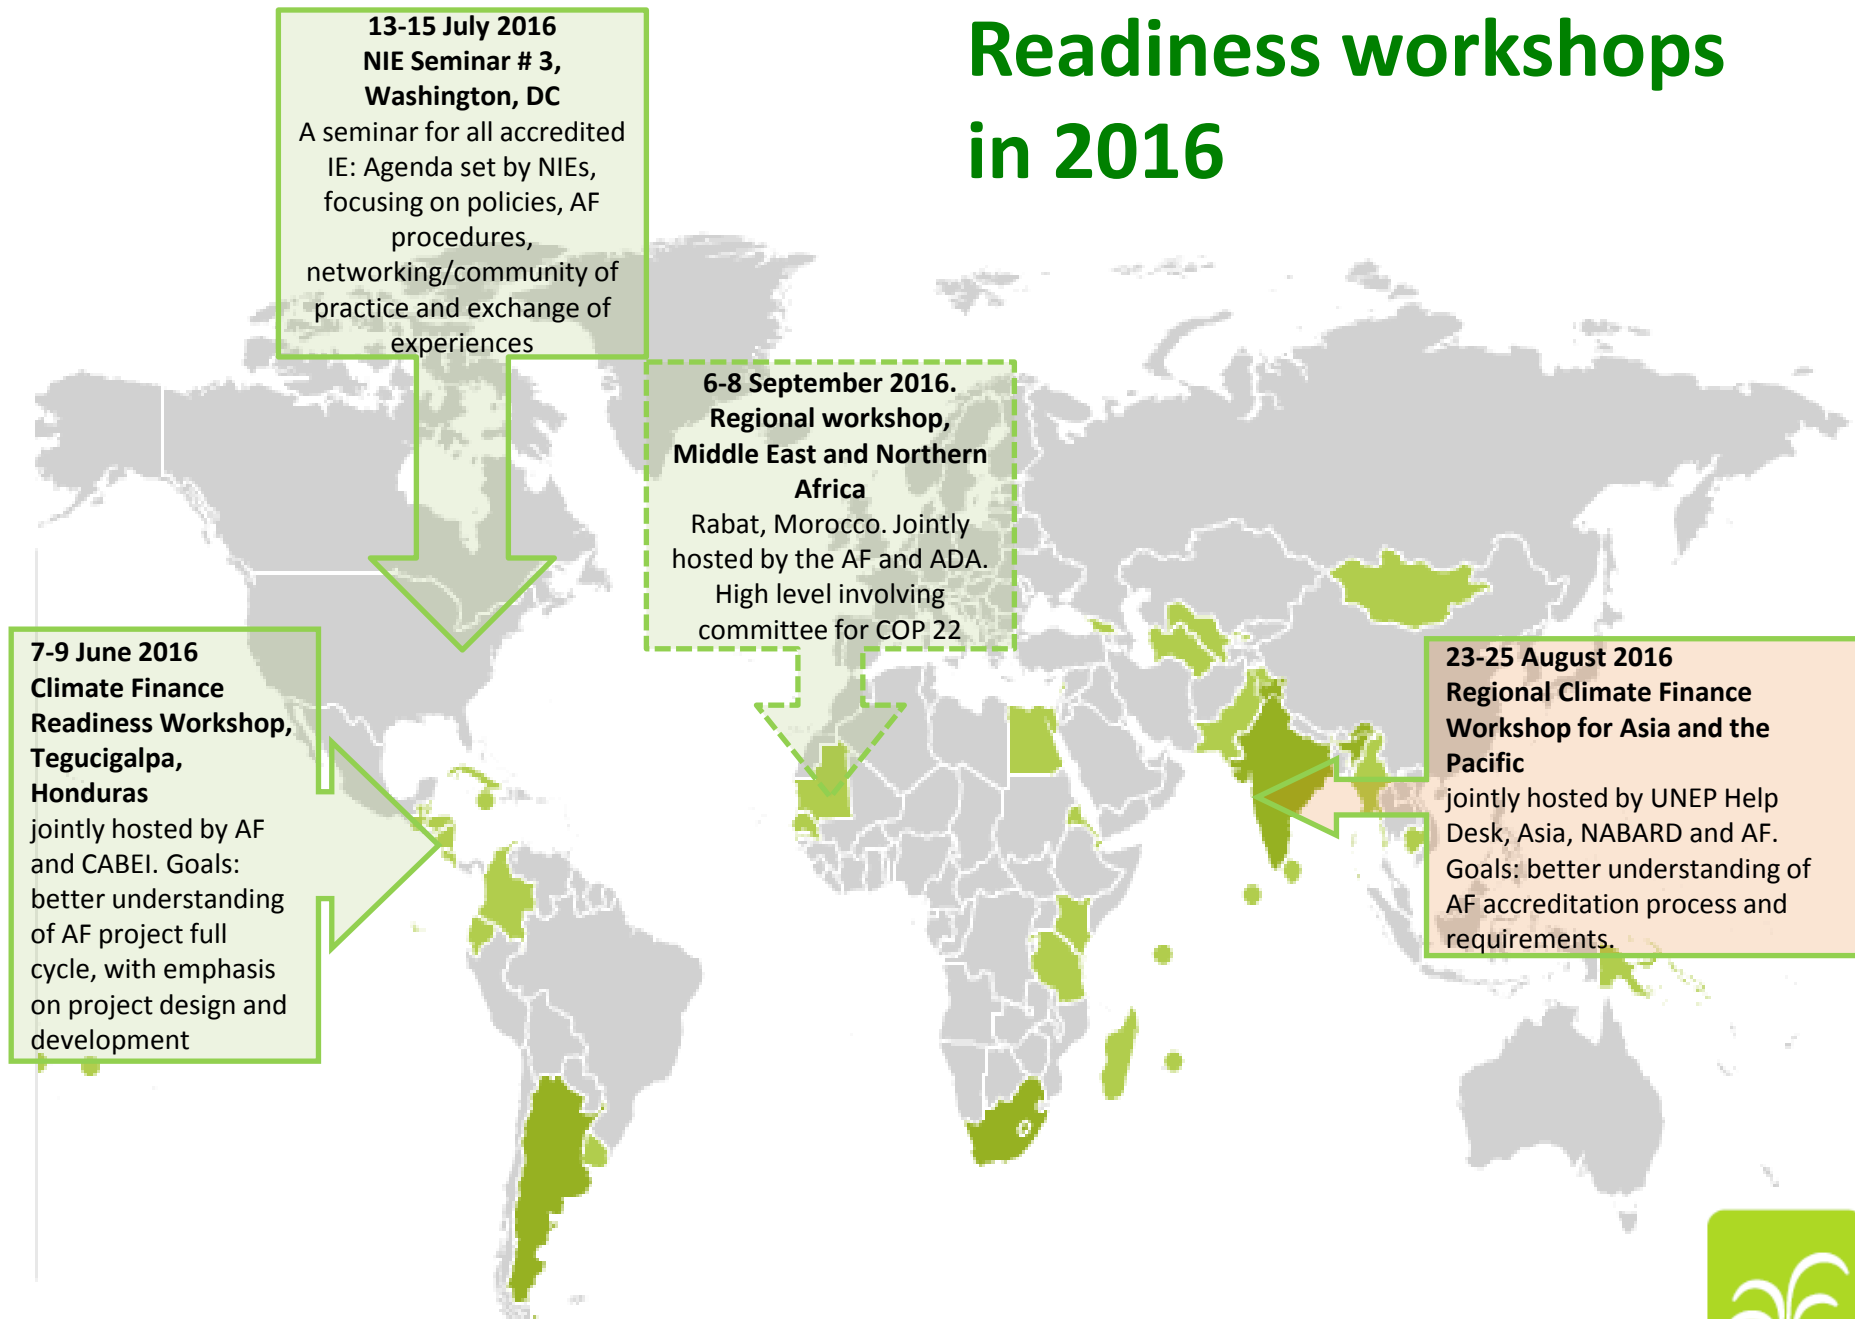 Readiness workshops
in 2016
13-15 July 2016
NIE Seminar # 3,
Washington, DC
A seminar for all accredited
IE: Agenda set by NIEs,
focusing on policies, AF
procedures,
networking/community of
practice and exchange of
experiences
6-8 September 2016.
Regional workshop,
Middle East and Northern
Africa
Rabat, Morocco. Jointly
hosted by the AF and ADA.
High level involving
committee for COP 22
7-9 June 2016
Climate Finance
Readiness Workshop,
Tegucigalpa,
Honduras
jointly hosted by AF
and CABEI. Goals:
better understanding
of AF project full
cycle, with emphasis
on project design and
development
23-25 August 2016
Regional Climate Finance
Workshop for Asia and the
Pacific
jointly hosted by UNEP Help
Desk, Asia, NABARD and AF.
Goals: better understanding of
AF accreditation process and
requirements.